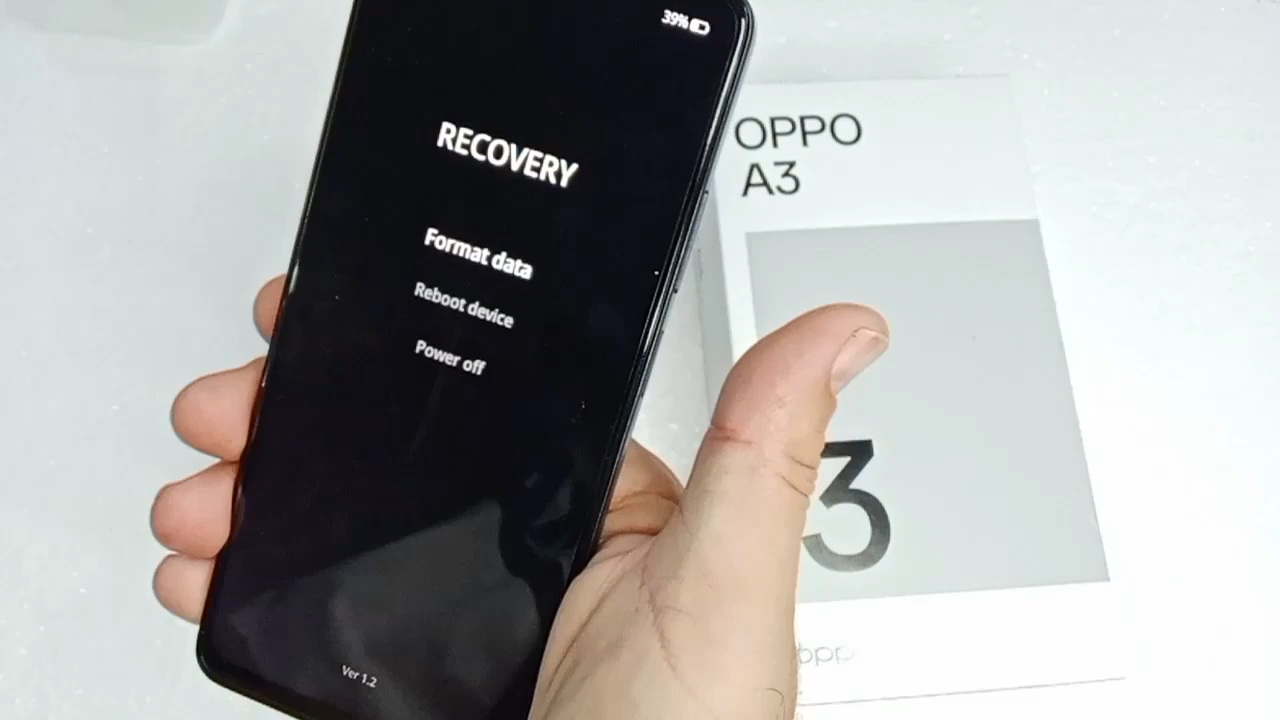 39%
RECOVERY
Format data
Reboot device
Power off
Ver 1.2
OPPO
A3
3